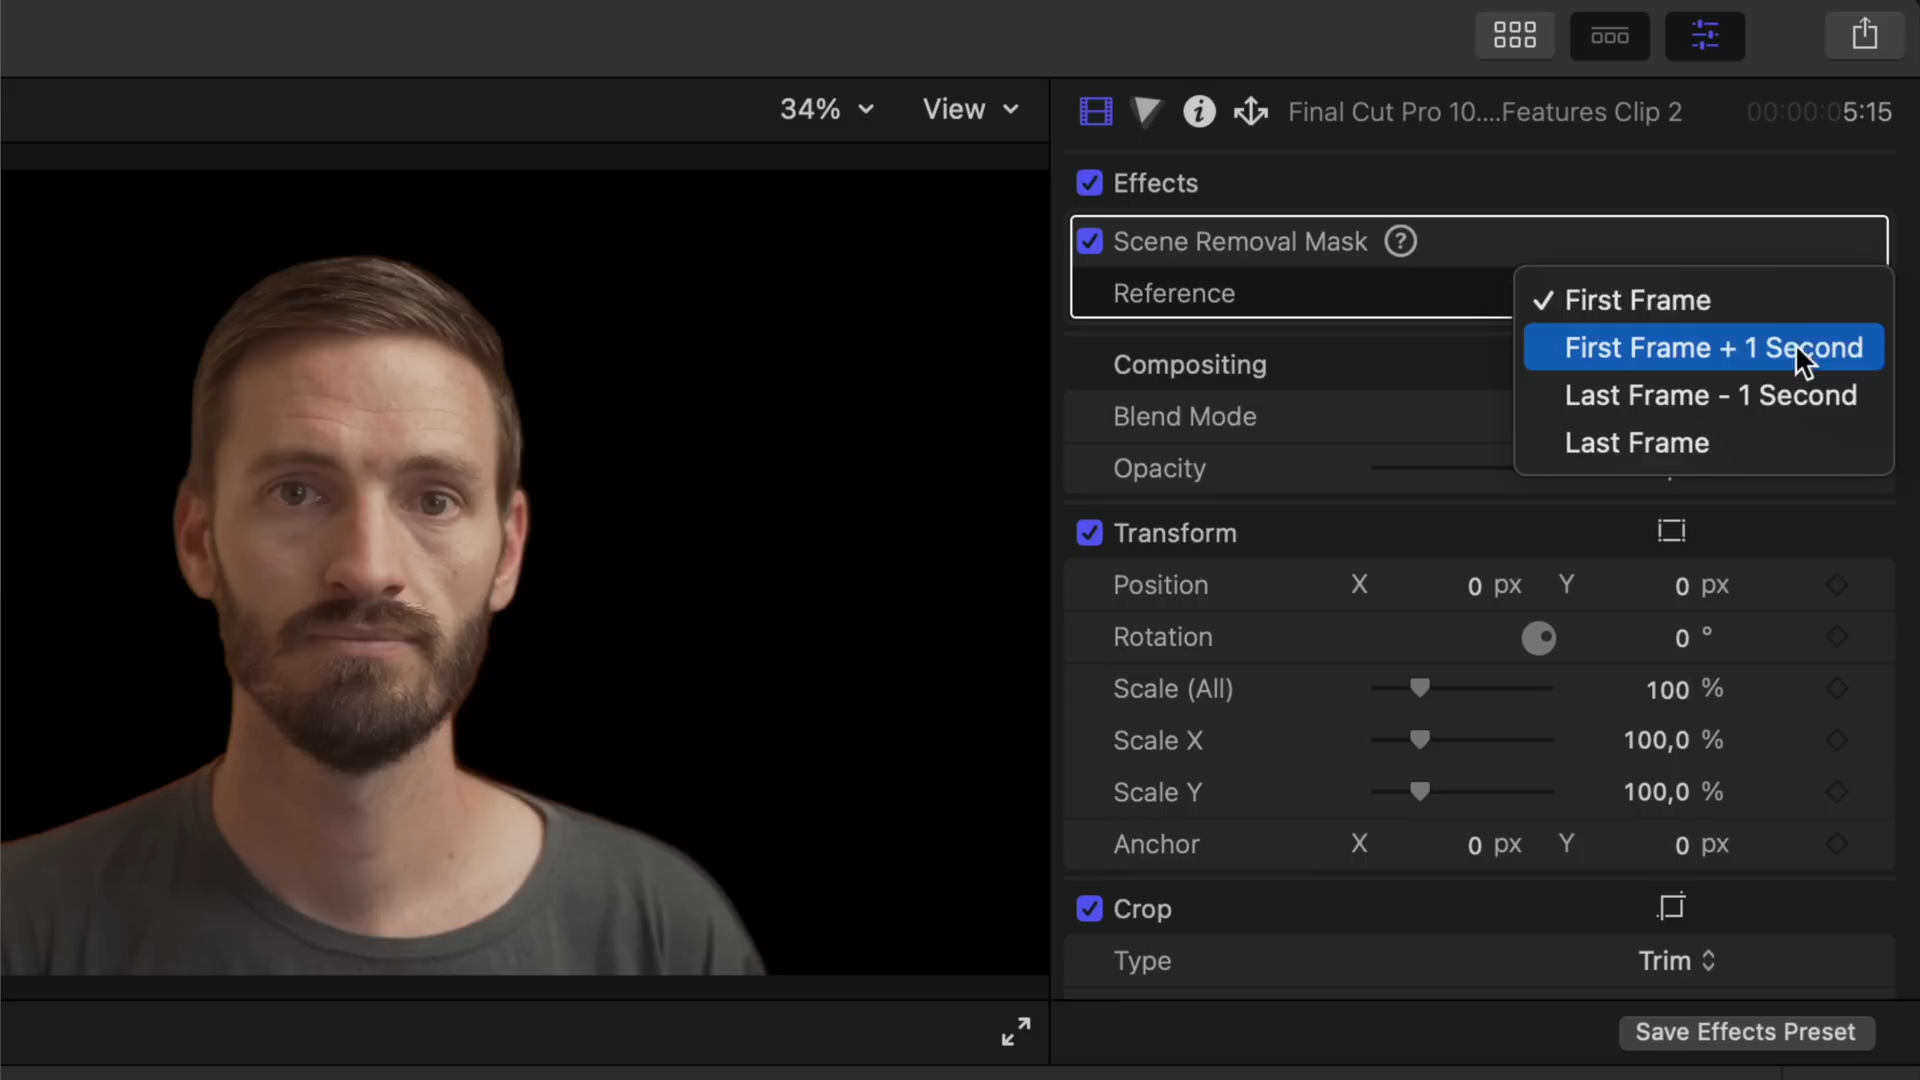 34%
View
Final Cut Pro 10....Features Clip 2
00:00:05:15
Effects
Scene Removal Mask ?
Reference
✓ First Frame
First Frame + 1 Second
Last Frame - 1 Second
Last Frame
Compositing
Blend Mode
Opacity
Transform
Position X 0 px Y 0 px
Rotation 0 °
Scale (All) 100 %
Scale X 100,0 %
Scale Y 100,0 %
Anchor X 0 px Y 0 px
Crop
Type Trim
Save Effects Preset